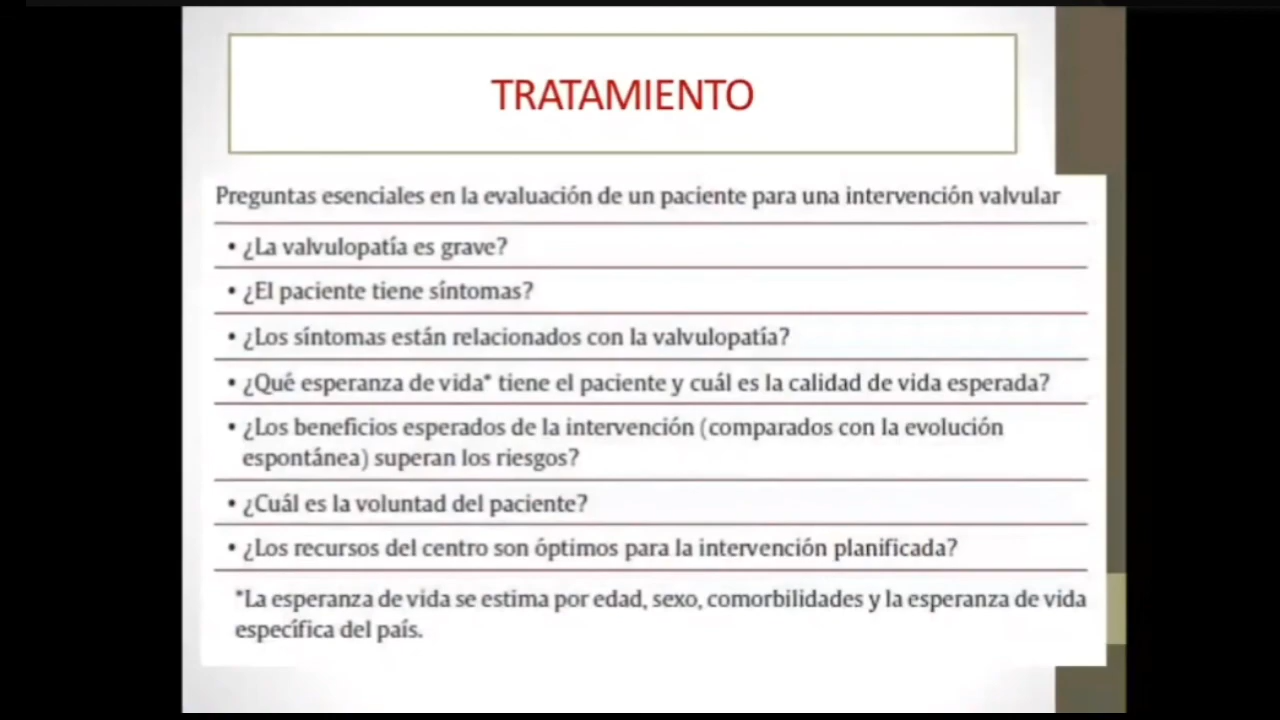 TRATAMIENTO
Preguntas esenciales en la evaluación de un paciente para una intervención valvular
• ¿La valvulopatía es grave?
• ¿El paciente tiene síntomas?
• ¿Los síntomas están relacionados con la valvulopatía?
• ¿Qué esperanza de vida* tiene el paciente y cuál es la calidad de vida esperada?
• ¿Los beneficios esperados de la intervención (comparados con la evolución
espontánea) superan los riesgos?
• ¿Cuál es la voluntad del paciente?
• ¿Los recursos del centro son óptimos para la intervención planificada?
*La esperanza de vida se estima por edad, sexo, comorbilidades y la esperanza de vida
específica del país.